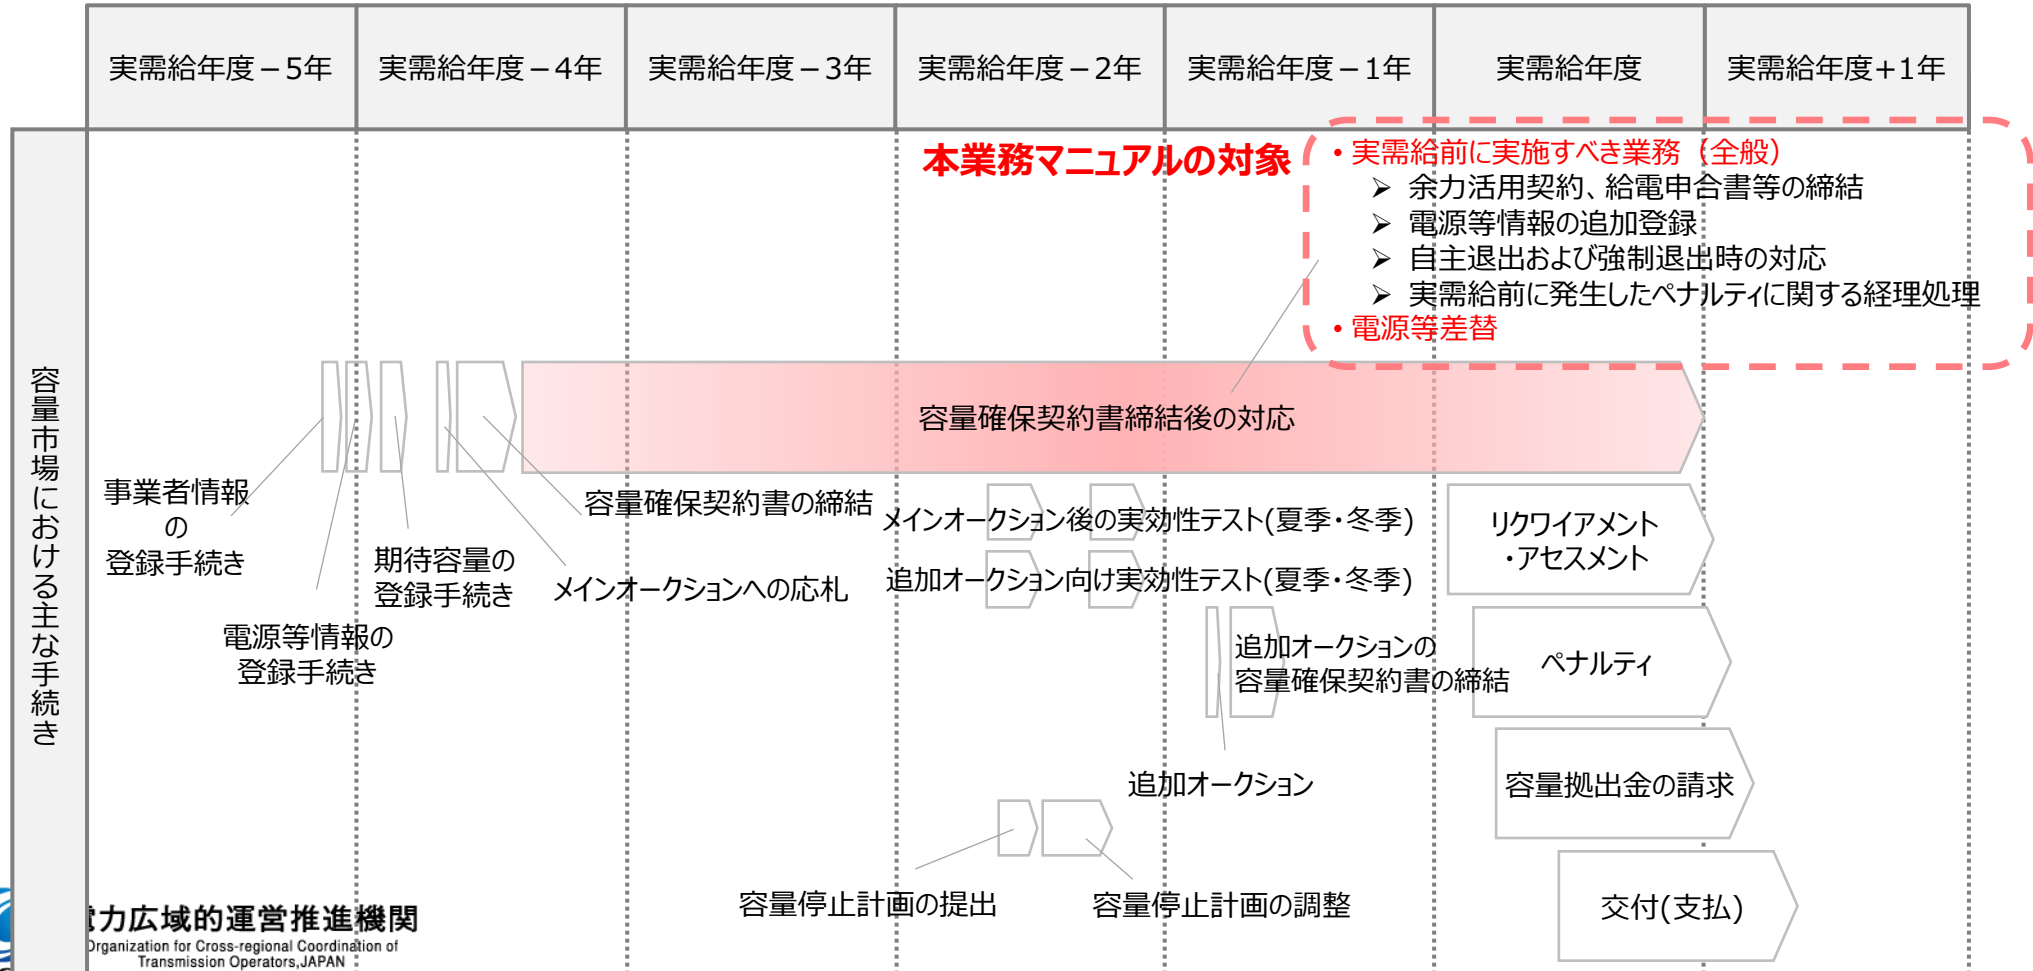 実需給年度－5年
実需給年度－4年
実需給年度－3年
実需給年度－2年
実需給年度－1年
実需給年度
実需給年度+1年
容量市場における主な手続き
本業務マニュアルの対象
・実需給前に実施すべき業務（全般）
➢ 余力活用契約、給電申合書等の締結
➢ 電源等情報の追加登録
➢ 自主退出および強制退出時の対応
➢ 実需給前に発生したペナルティに関する経理処理
・電源等差替
容量確保契約書締結後の対応
事業者情報
の
登録手続き
電源等情報の
登録手続き
期待容量の
登録手続き
メインオークションへの応札
容量確保契約書の締結
メインオークション後の実効性テスト(夏季・冬季)
追加オークション向け実効性テスト(夏季・冬季)
追加オークションの
容量確保契約書の締結
追加オークション
容量停止計画の提出
容量停止計画の調整
リクワイアメント
・アセスメント
ペナルティ
容量拠出金の請求
交付(支払)
力広域的運営推進機関
Organization for Cross-regional Coordination of
Transmission Operators,JAPAN